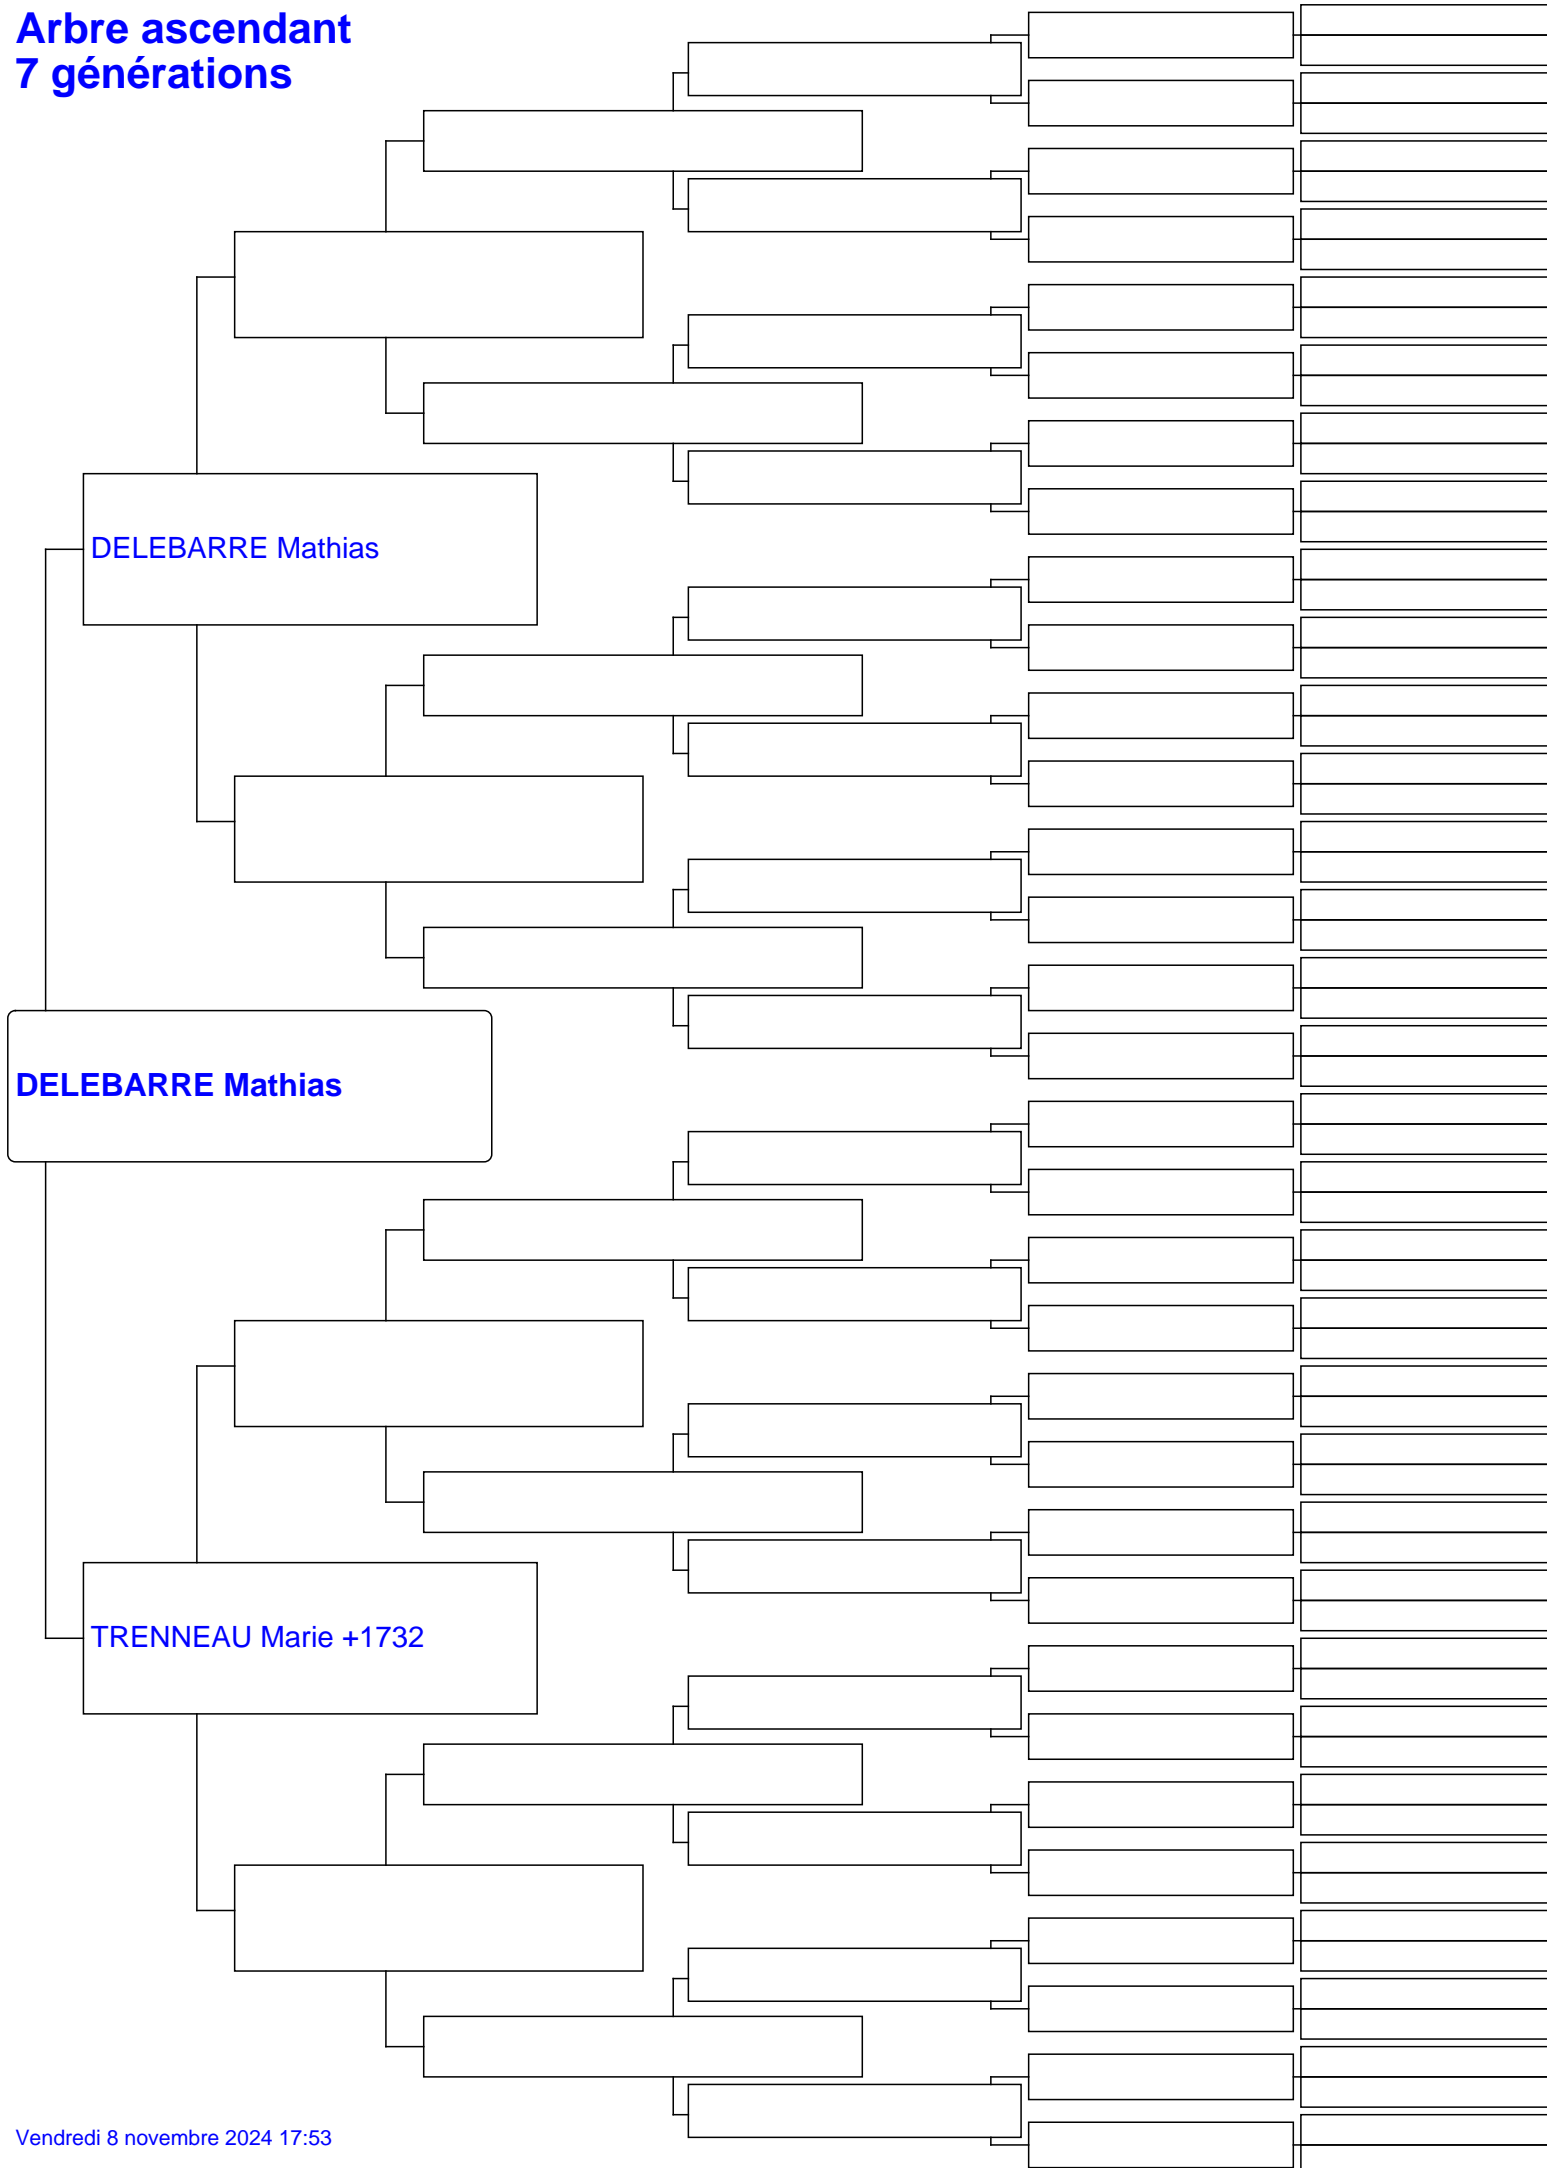 Arbre ascendant
7 générations
DELEBARRE Mathias
DELEBARRE Mathias
TRENNEAU Marie +1732
Vendredi 8 novembre 2024 17:53